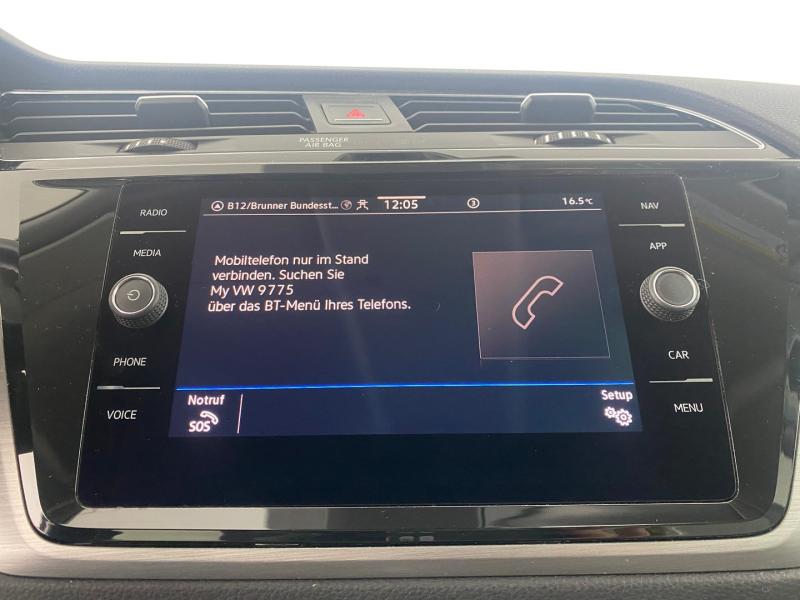 PASSENGER
AIR BAG
RADIO
MEDIA
PHONE
VOICE
B12/Brunner Bundesst... 12:05 3 16.5°C
Mobiltelefon nur im Stand
verbinden. Suchen Sie
My VW 9775
über das BT-Menü Ihres Telefons.
Notruf
SOS
Setup
NAV
APP
CAR
MENU